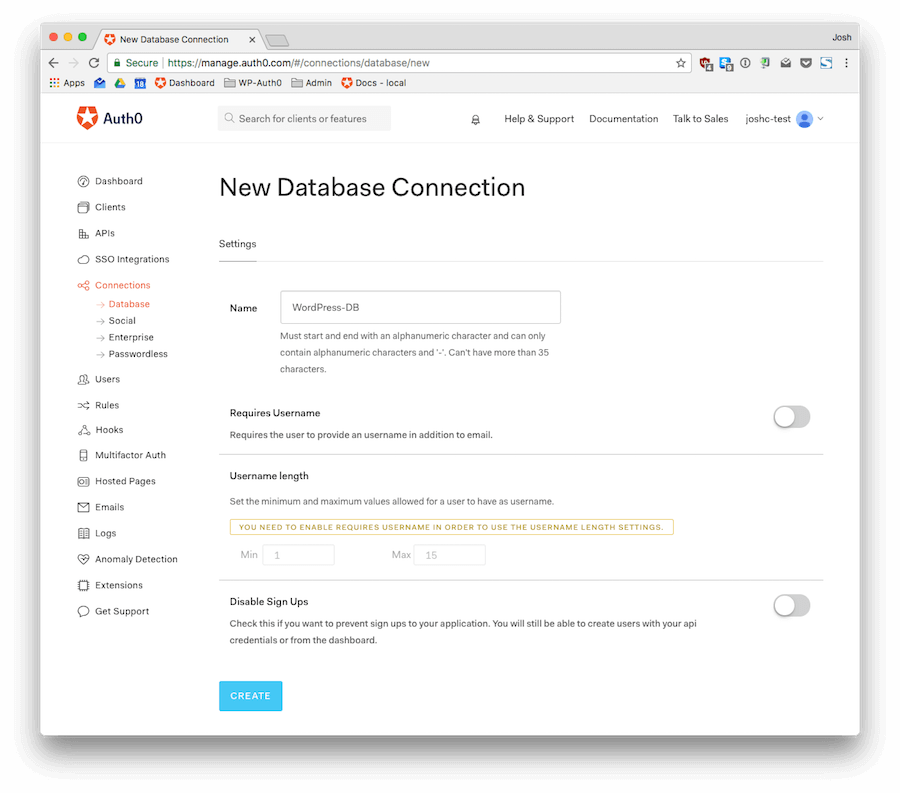 New Database Connection
Josh
Secure https://manage.auth0.com/#/connections/database/new
Apps 18 Dashboard WP-Auth0 Admin Docs - local
Auth0
Search for clients or features
Help & Support Documentation Talk to Sales joshc-test
Dashboard
Clients
APIs
SSO Integrations
Connections
Database
Social
Enterprise
Passwordless
Users
Rules
Hooks
Multifactor Auth
Hosted Pages
Emails
Logs
Anomaly Detection
Extensions
Get Support
New Database Connection
Settings
Name WordPress-DB
Must start and end with an alphanumeric character and can only
contain alphanumeric characters and '-'. Can't have more than 35
characters.
Requires Username
Requires the user to provide an username in addition to email.
Username length
Set the minimum and maximum values allowed for a user to have as username.
YOU NEED TO ENABLE REQUIRES USERNAME IN ORDER TO USE THE USERNAME LENGTH SETTINGS.
Min 1 Max 15
Disable Sign Ups
Check this if you want to prevent sign ups to your application. You will still be able to create users with your api
credentials or from the dashboard.
CREATE